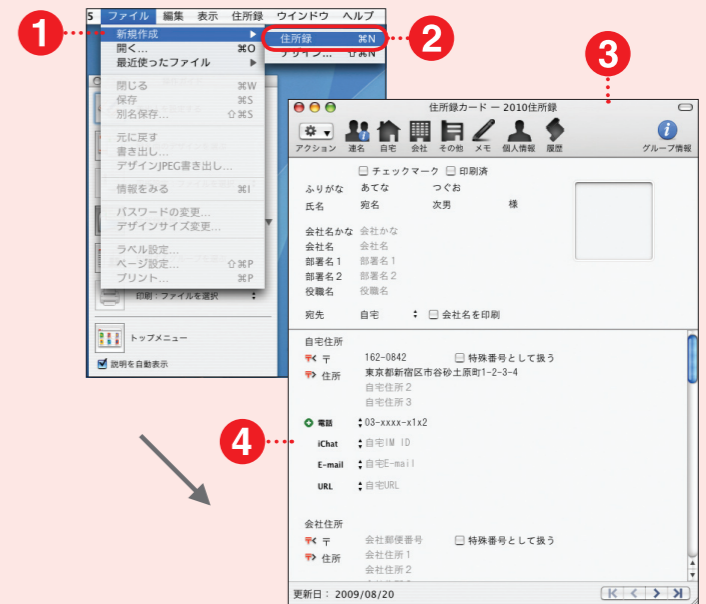 S ファイル 編集 表示 住所録 ウインドウ ヘルプ
1
新規作成
住所録 ⌘N
2
開く... ⌘O
デザイン... ⇧⌘N
最近使ったファイル
閉じる ⌘W
保存 ⌘S
別名保存... ⇧⌘S
元に戻す
書き出し...
デザインJPEG書き出し...
情報をみる ⌘I
パスワードの変更...
デザインサイズ変更...
ラベル設定...
ページ設定... ⇧⌘P
プリント... ⌘P
印刷：ファイルを選択
トップメニュー
説明を自動表示
3
住所録カード — 2010住所録
アクション 連名 自宅 会社 その他 メモ 個人情報 履歴 グループ情報
チェックマーク 印刷済
ふりがな あてな つぐお
氏名 宛名 次男 様
会社名かな 会社かな
会社名 会社名
部署名1 部署名1
部署名2 部署名2
役職名 役職名
宛先 自宅 会社名を印刷
自宅住所
〒 162-0842 特殊番号として扱う
住所 東京都新宿区市谷砂土原町1-2-3-4
自宅住所2
自宅住所3
4
電話 03-xxxx-x1x2
iChat 自宅IM ID
E-mail 自宅E-mail
URL 自宅URL
会社住所
〒 会社郵便番号 特殊番号として扱う
住所 会社住所1
会社住所2
更新日： 2009/08/20